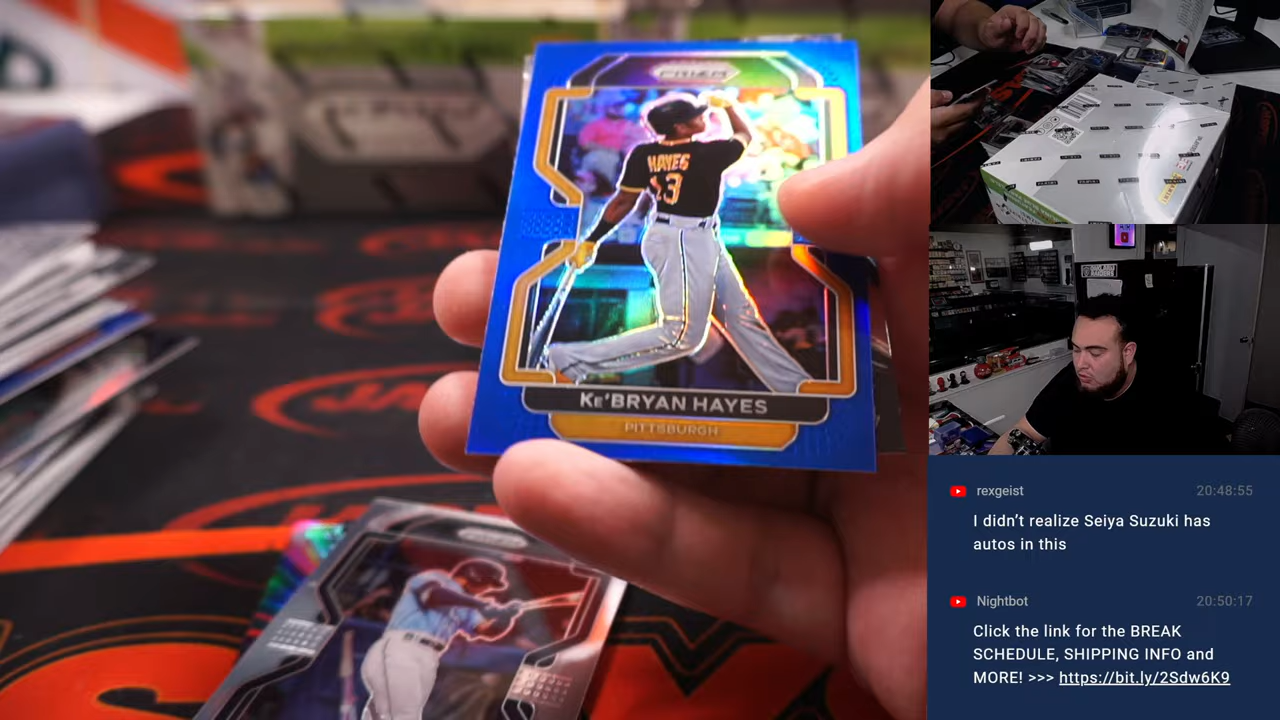 PRIZM
HAYES
13
KE'BRYAN HAYES
PITTSBURGH
rexgeist
20:48:55
I didn't realize Seiya Suzuki has
autos in this
Nightbot
20:50:17
Click the link for the BREAK
SCHEDULE, SHIPPING INFO and
MORE! >>> https://bit.ly/2Sdw6K9